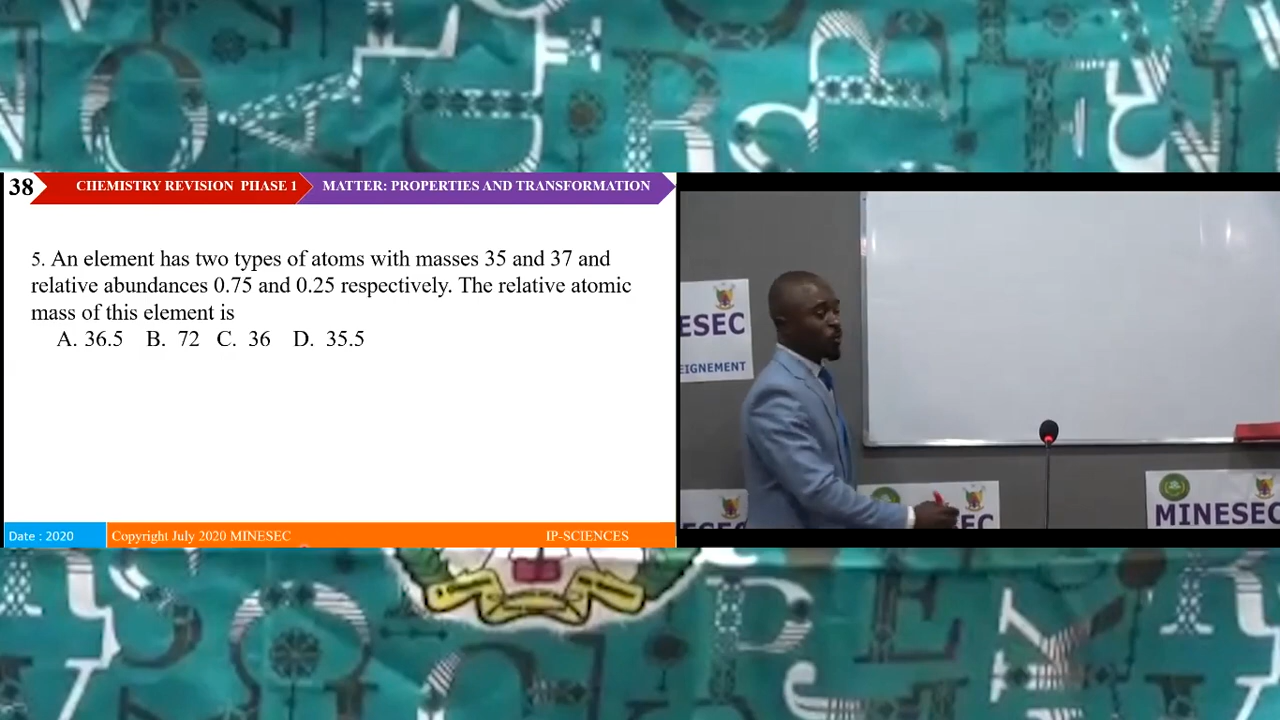 38
CHEMISTRY REVISION PHASE 1
MATTER: PROPERTIES AND TRANSFORMATION
5. An element has two types of atoms with masses 35 and 37 and
relative abundances 0.75 and 0.25 respectively. The relative atomic
mass of this element is
A. 36.5 B. 72 C. 36 D. 35.5
Date : 2020
Copyright July 2020 MINESEC
IP-SCIENCES
ESEC
EIGNEMENT
ESEC
EC
MINESEC